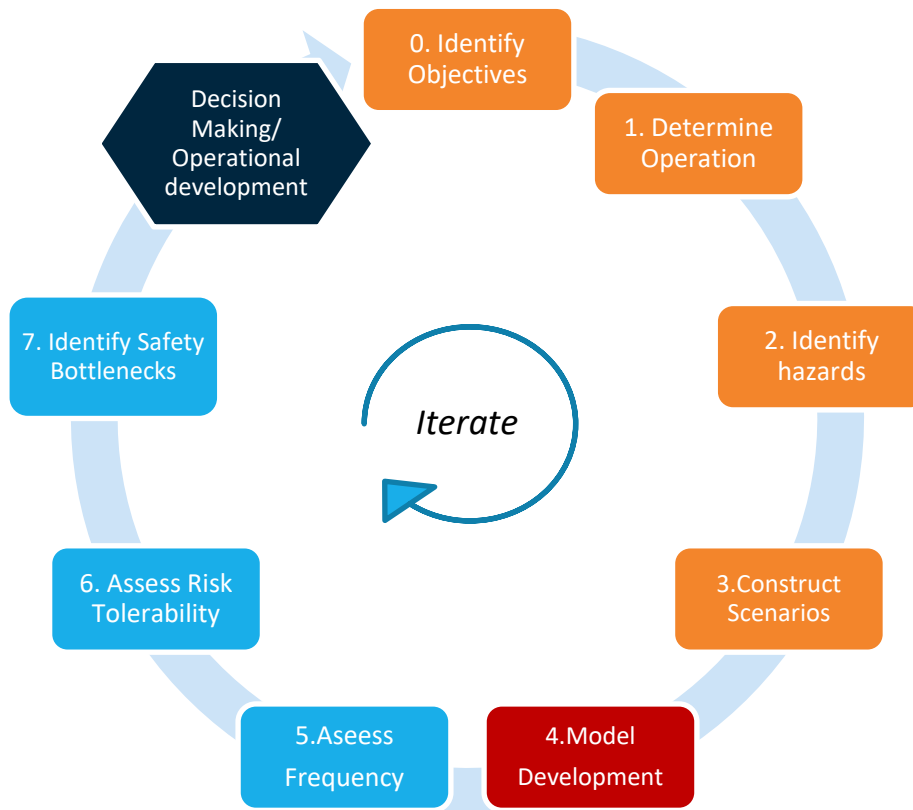 0. Identify
Objectives
1. Determine
Operation
2. Identify
hazards
3.Construct
Scenarios
4.Model
Development
5.Aseess
Frequency
6. Assess Risk
Tolerability
7. Identify Safety
Bottlenecks
Decision
Making/
Operational
development
Iterate